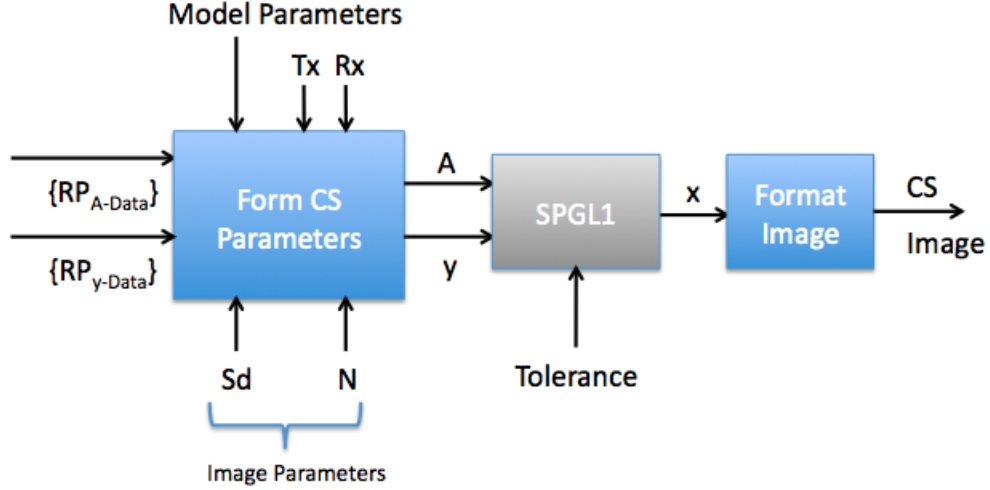 Model Parameters
Tx Rx
{RPA-Data}
{RPy-Data}
Form CS
Parameters
A
y
SPGL1
x
Format
Image
CS
Image
Sd
N
Tolerance
Image Parameters